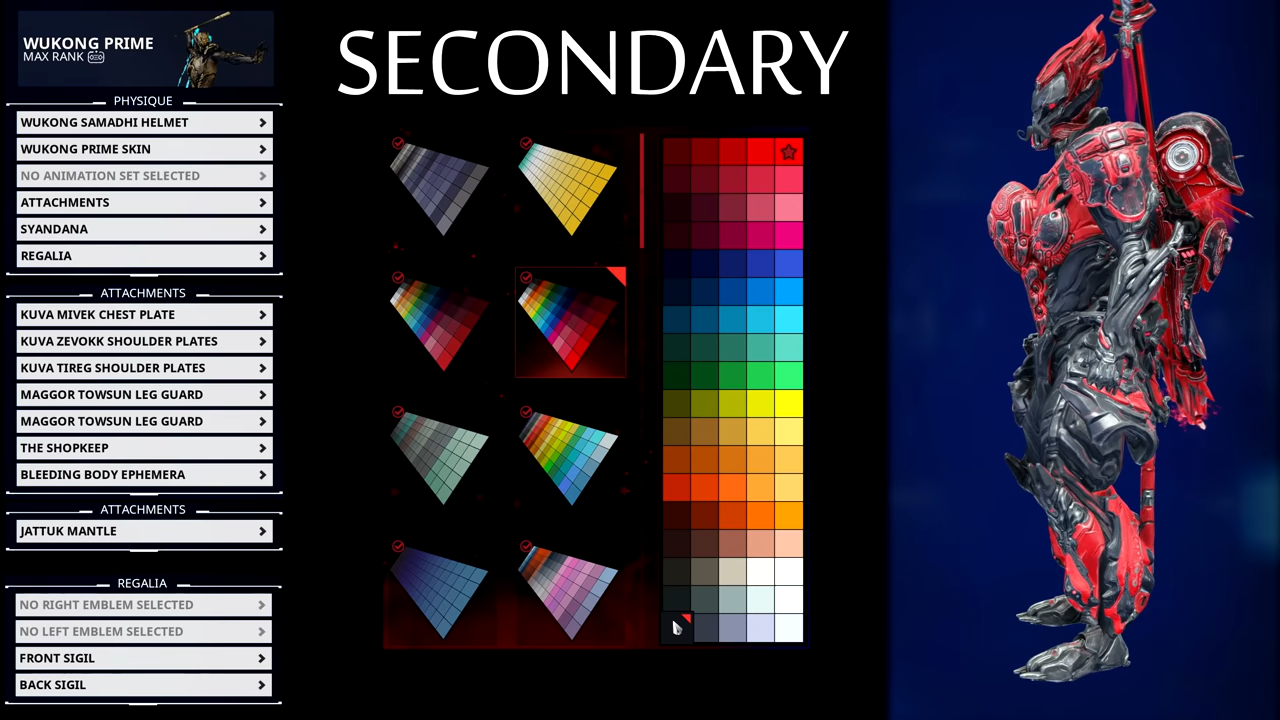 WUKONG PRIME
MAX RANK
PHYSIQUE
WUKONG SAMADHI HELMET
WUKONG PRIME SKIN
NO ANIMATION SET SELECTED
ATTACHMENTS
SYANDANA
REGALIA
ATTACHMENTS
KUVA MIVEK CHEST PLATE
KUVA ZEVOKK SHOULDER PLATES
KUVA TIREG SHOULDER PLATES
MAGGOR TOWSUN LEG GUARD
MAGGOR TOWSUN LEG GUARD
THE SHOPKEEP
BLEEDING BODY EPHEMERA
ATTACHMENTS
JATTUK MANTLE
REGALIA
NO RIGHT EMBLEM SELECTED
NO LEFT EMBLEM SELECTED
FRONT SIGIL
BACK SIGIL
SECONDARY